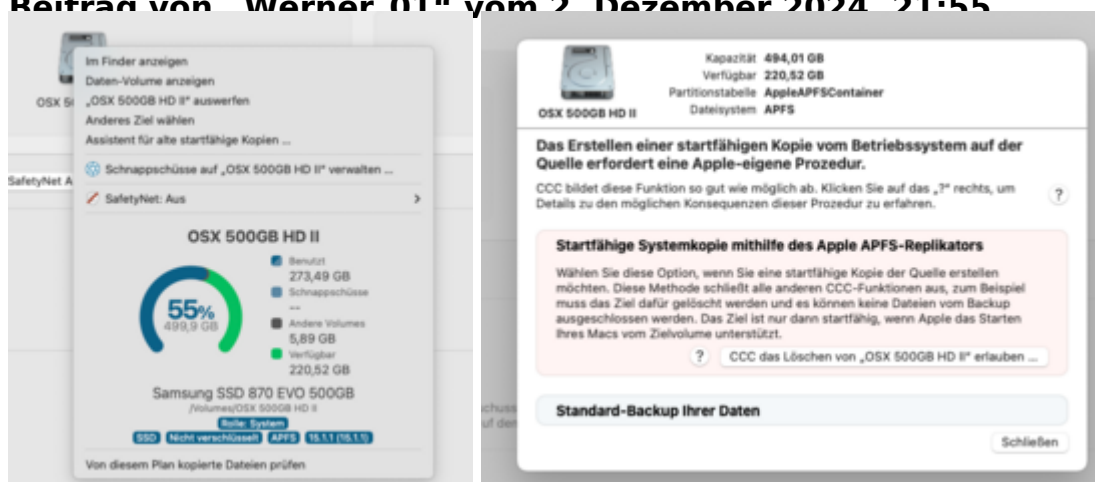 Beitrag von „Werner_01“ vom 2. Dezember 2024, 21:55
OSX 50
Im Finder anzeigen
Daten-Volume anzeigen
„OSX 500GB HD II“ auswerfen
Anderes Ziel wählen
Assistent für alte startfähige Kopien ...
SafetyNet A
Schnappschüsse auf „OSX 500GB HD II“ verwalten ...
SafetyNet: Aus
OSX 500GB HD II
55%
499,9 GB
Benutzt
273,49 GB
Schnappschüsse
--
Andere Volumes
5,89 GB
Verfügbar
220,52 GB
Samsung SSD 870 EVO 500GB
/Volumes/OSX 500GB HD II
Rolle: System
SSD Nicht verschlüsselt APFS 15.1.1 (15.1.1)
Von diesem Plan kopierte Dateien prüfen
OSX 500GB HD II
Kapazität 494,01 GB
Verfügbar 220,52 GB
Partitionstabelle AppleAPFSContainer
Dateisystem APFS
Das Erstellen einer startfähigen Kopie vom Betriebssystem auf der
Quelle erfordert eine Apple-eigene Prozedur.
CCC bildet diese Funktion so gut wie möglich ab. Klicken Sie auf das „?“ rechts, um
Details zu den möglichen Konsequenzen dieser Prozedur zu erfahren.
?
Startfähige Systemkopie mithilfe des Apple APFS-Replikators
Wählen Sie diese Option, wenn Sie eine startfähige Kopie der Quelle erstellen
möchten. Diese Methode schließt alle anderen CCC-Funktionen aus, zum Beispiel
muss das Ziel dafür gelöscht werden und es können keine Dateien vom Backup
ausgeschlossen werden. Das Ziel ist nur dann startfähig, wenn Apple das Starten
Ihres Macs vom Zielvolume unterstützt.
? CCC das Löschen von „OSX 500GB HD II“ erlauben ...
chuss
uf den
Standard-Backup Ihrer Daten
Schließen